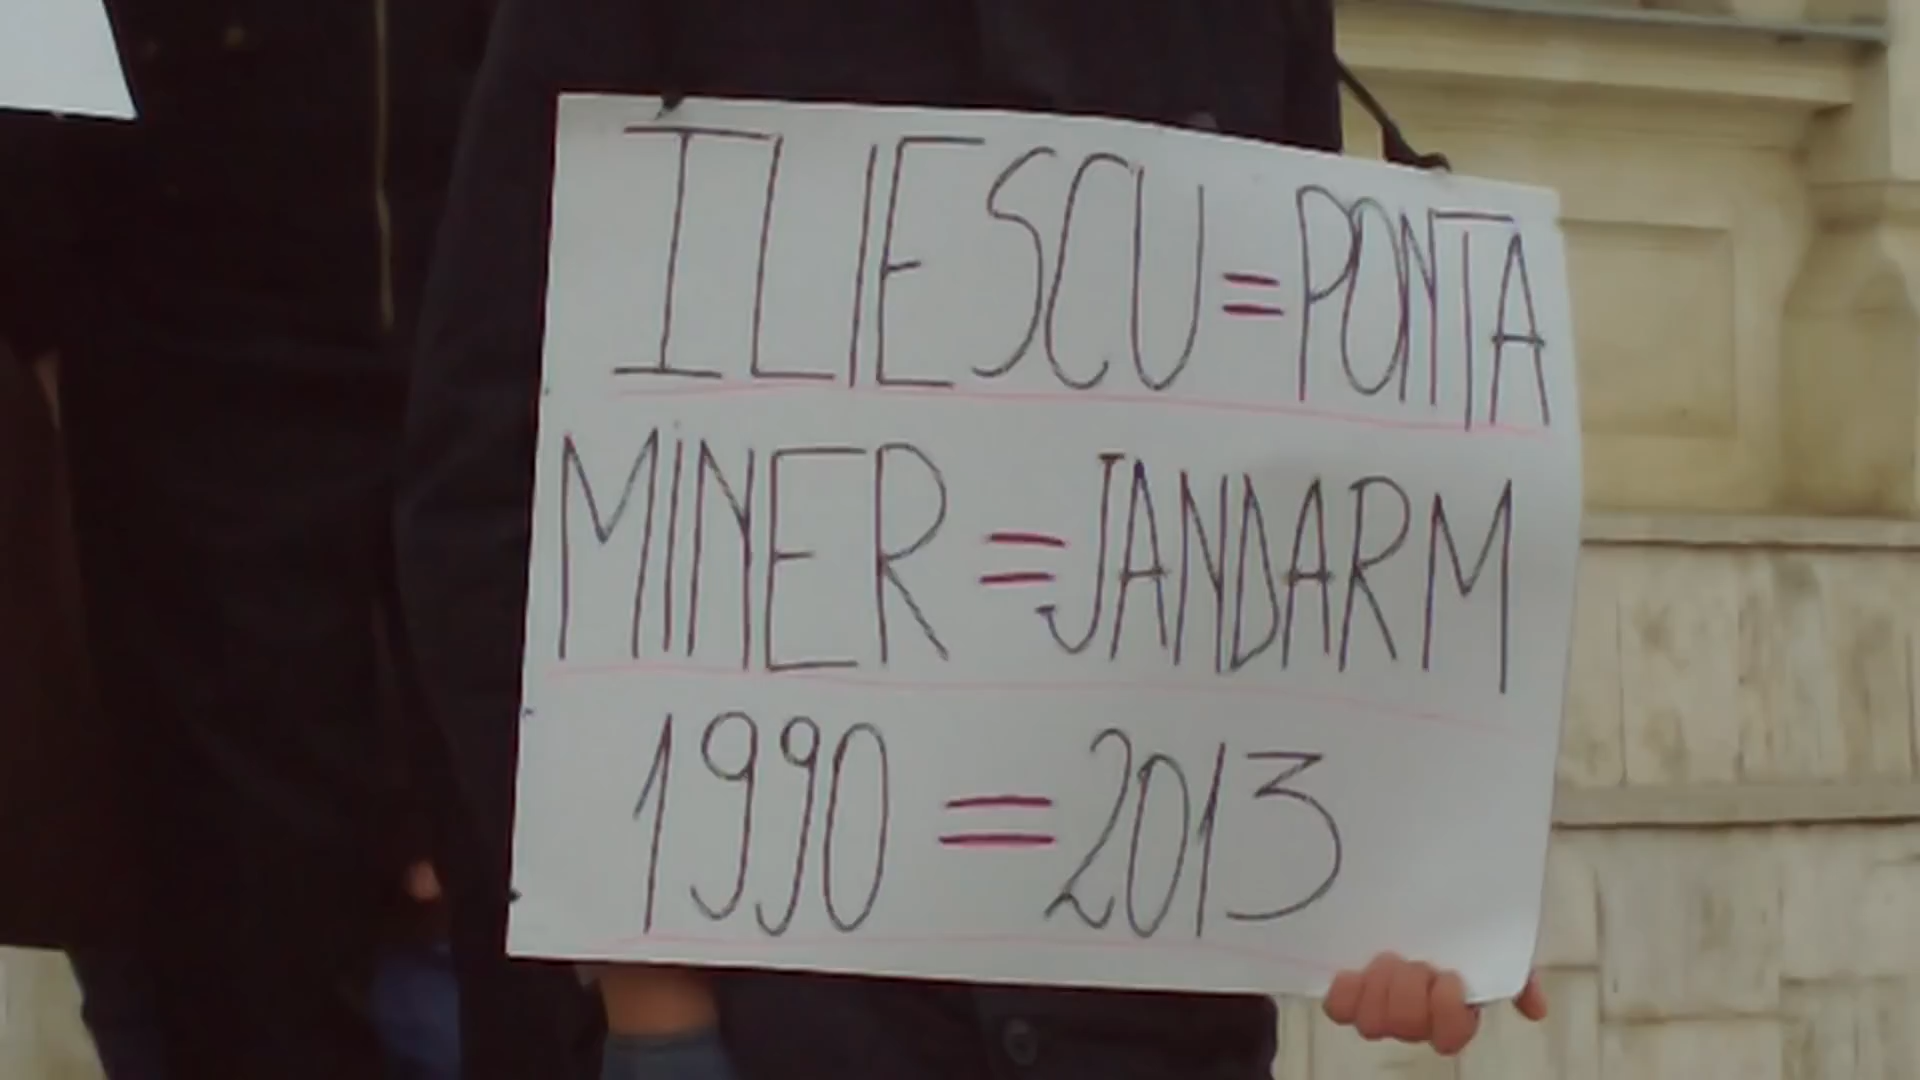 ILIESCU = PONTA
MINER = JANDARM
1990 = 2013